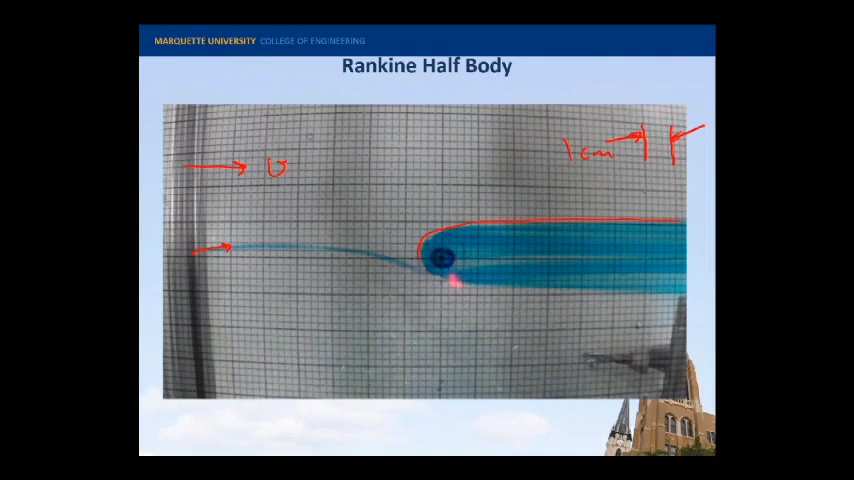 MARQUETTE UNIVERSITY COLLEGE OF ENGINEERING
Rankine Half Body
1cm
U